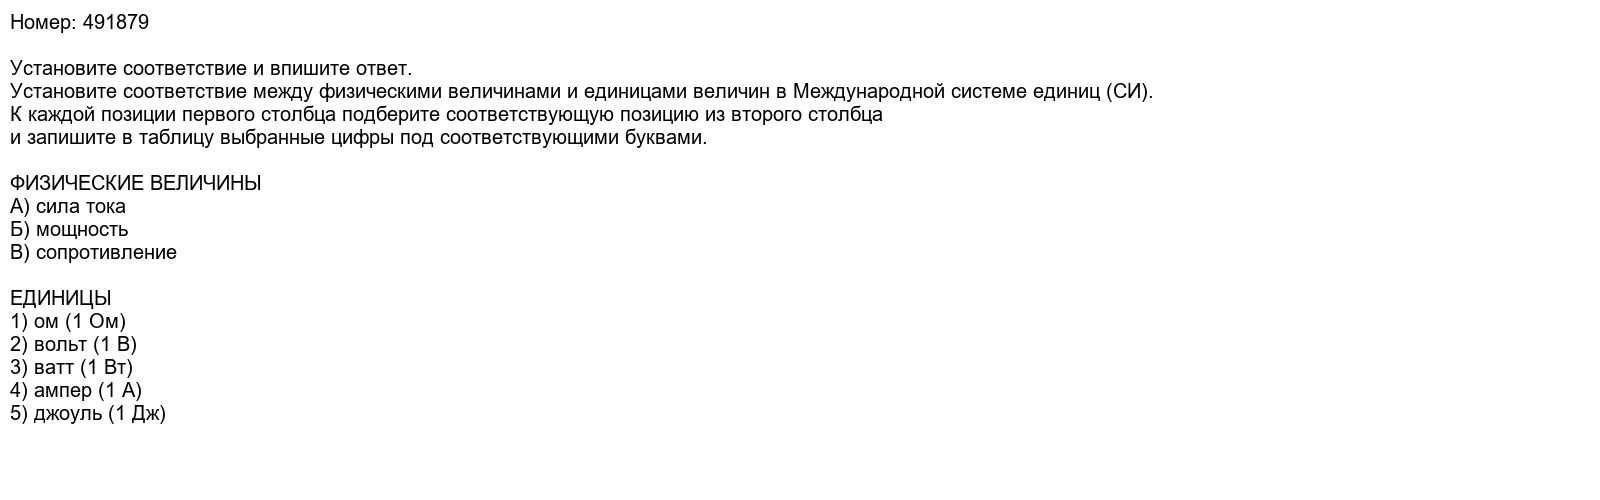 Номер: 491879
Установите соответствие и впишите ответ.
Установите соответствие между физическими величинами и единицами величин в Международной системе единиц (СИ).
К каждой позиции первого столбца подберите соответствующую позицию из второго столбца
и запишите в таблицу выбранные цифры под соответствующими буквами.
ФИЗИЧЕСКИЕ ВЕЛИЧИНЫ
А) сила тока
Б) мощность
В) сопротивление
ЕДИНИЦЫ
1) ом (1 Ом)
2) вольт (1 В)
3) ватт (1 Вт)
4) ампер (1 А)
5) джоуль (1 Дж)